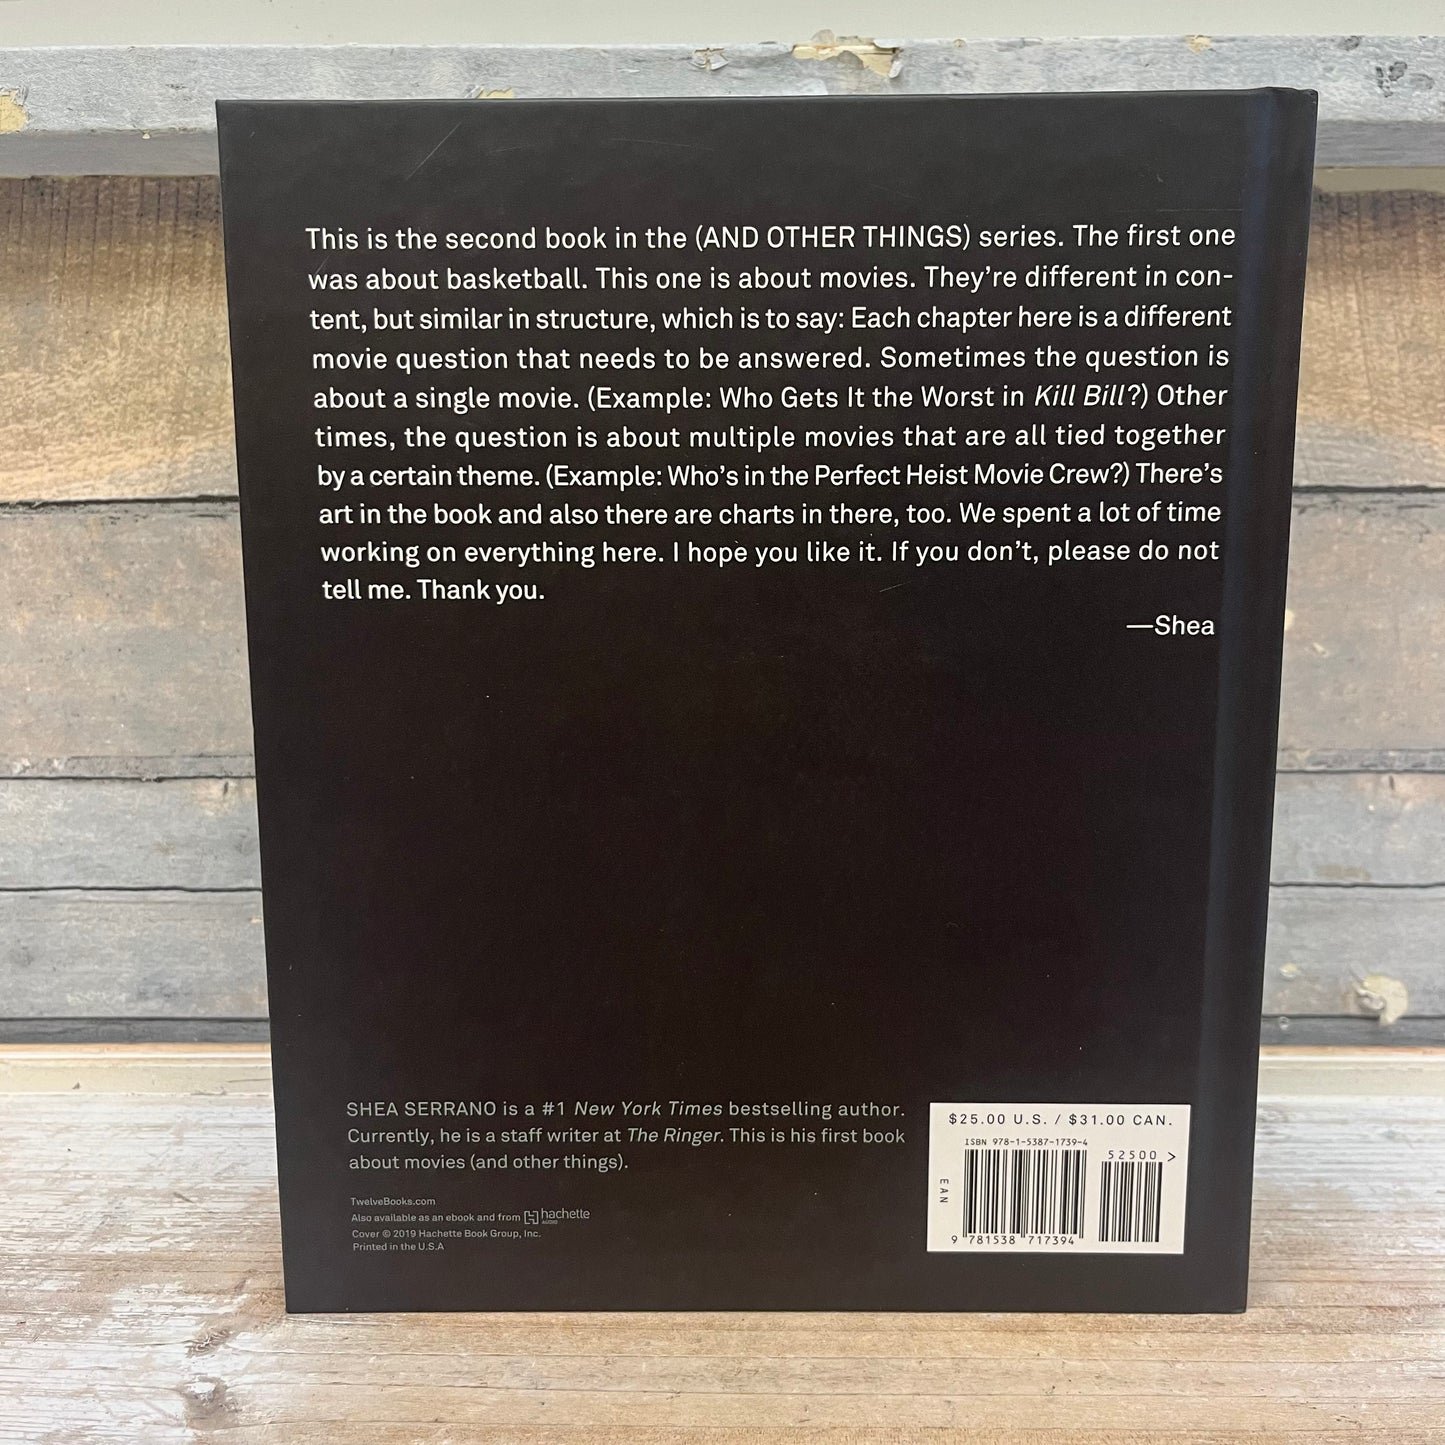 This is the second book in the (AND OTHER THINGS) series. The first one
was about basketball. This one is about movies. They're different in con-
tent, but similar in structure, which is to say: Each chapter here is a different
movie question that needs to be answered. Sometimes the question is
about a single movie. (Example: Who Gets It the Worst in Kill Bill?) Other
times, the question is about multiple movies that are all tied together
by a certain theme. (Example: Who's in the Perfect Heist Movie Crew?) There's
art in the book and also there are charts in there, too. We spent a lot of time
working on everything here. I hope you like it. If you don't, please do not
tell me. Thank you.
—Shea
SHEA SERRANO is a #1 New York Times bestselling author.
Currently, he is a staff writer at The Ringer. This is his first book
about movies (and other things).
TwelveBooks.com
Also available as an ebook and from hachette
AUDIO
Cover © 2019 Hachette Book Group, Inc.
Printed in the U.S.A
$25.00 U.S. / $31.00 CAN.
ISBN 978-1-5387-1739-4
52500 >
EAN
9 781538 717394